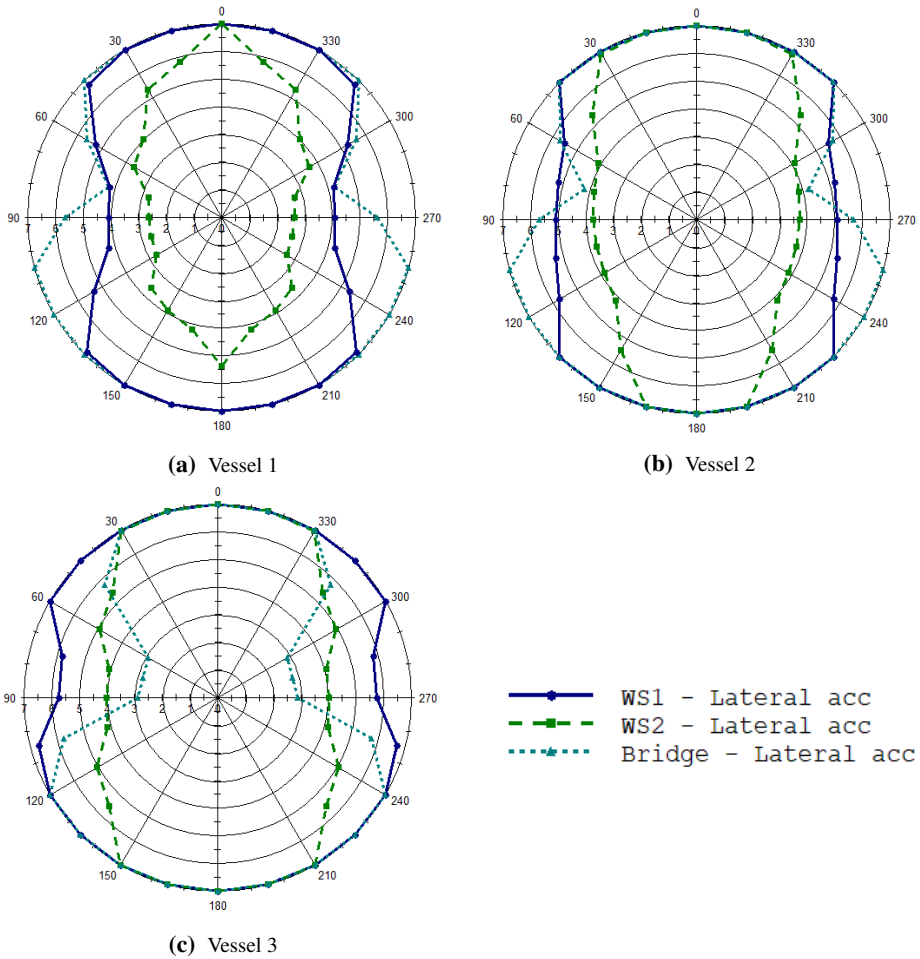 0
30 330
60 300
90 270
7 6 5 4 3 2 1 0
120 240
150 210
180
(a) Vessel 1
0
30 330
60 300
90 270
7 6 5 4 3 2 1 0
120 240
150 210
180
(b) Vessel 2
0
30 330
60 300
90 270
7 6 5 4 3 2 1 0
120 240
150 210
180
(c) Vessel 3
WS1 - Lateral acc
WS2 - Lateral acc
Bridge - Lateral acc